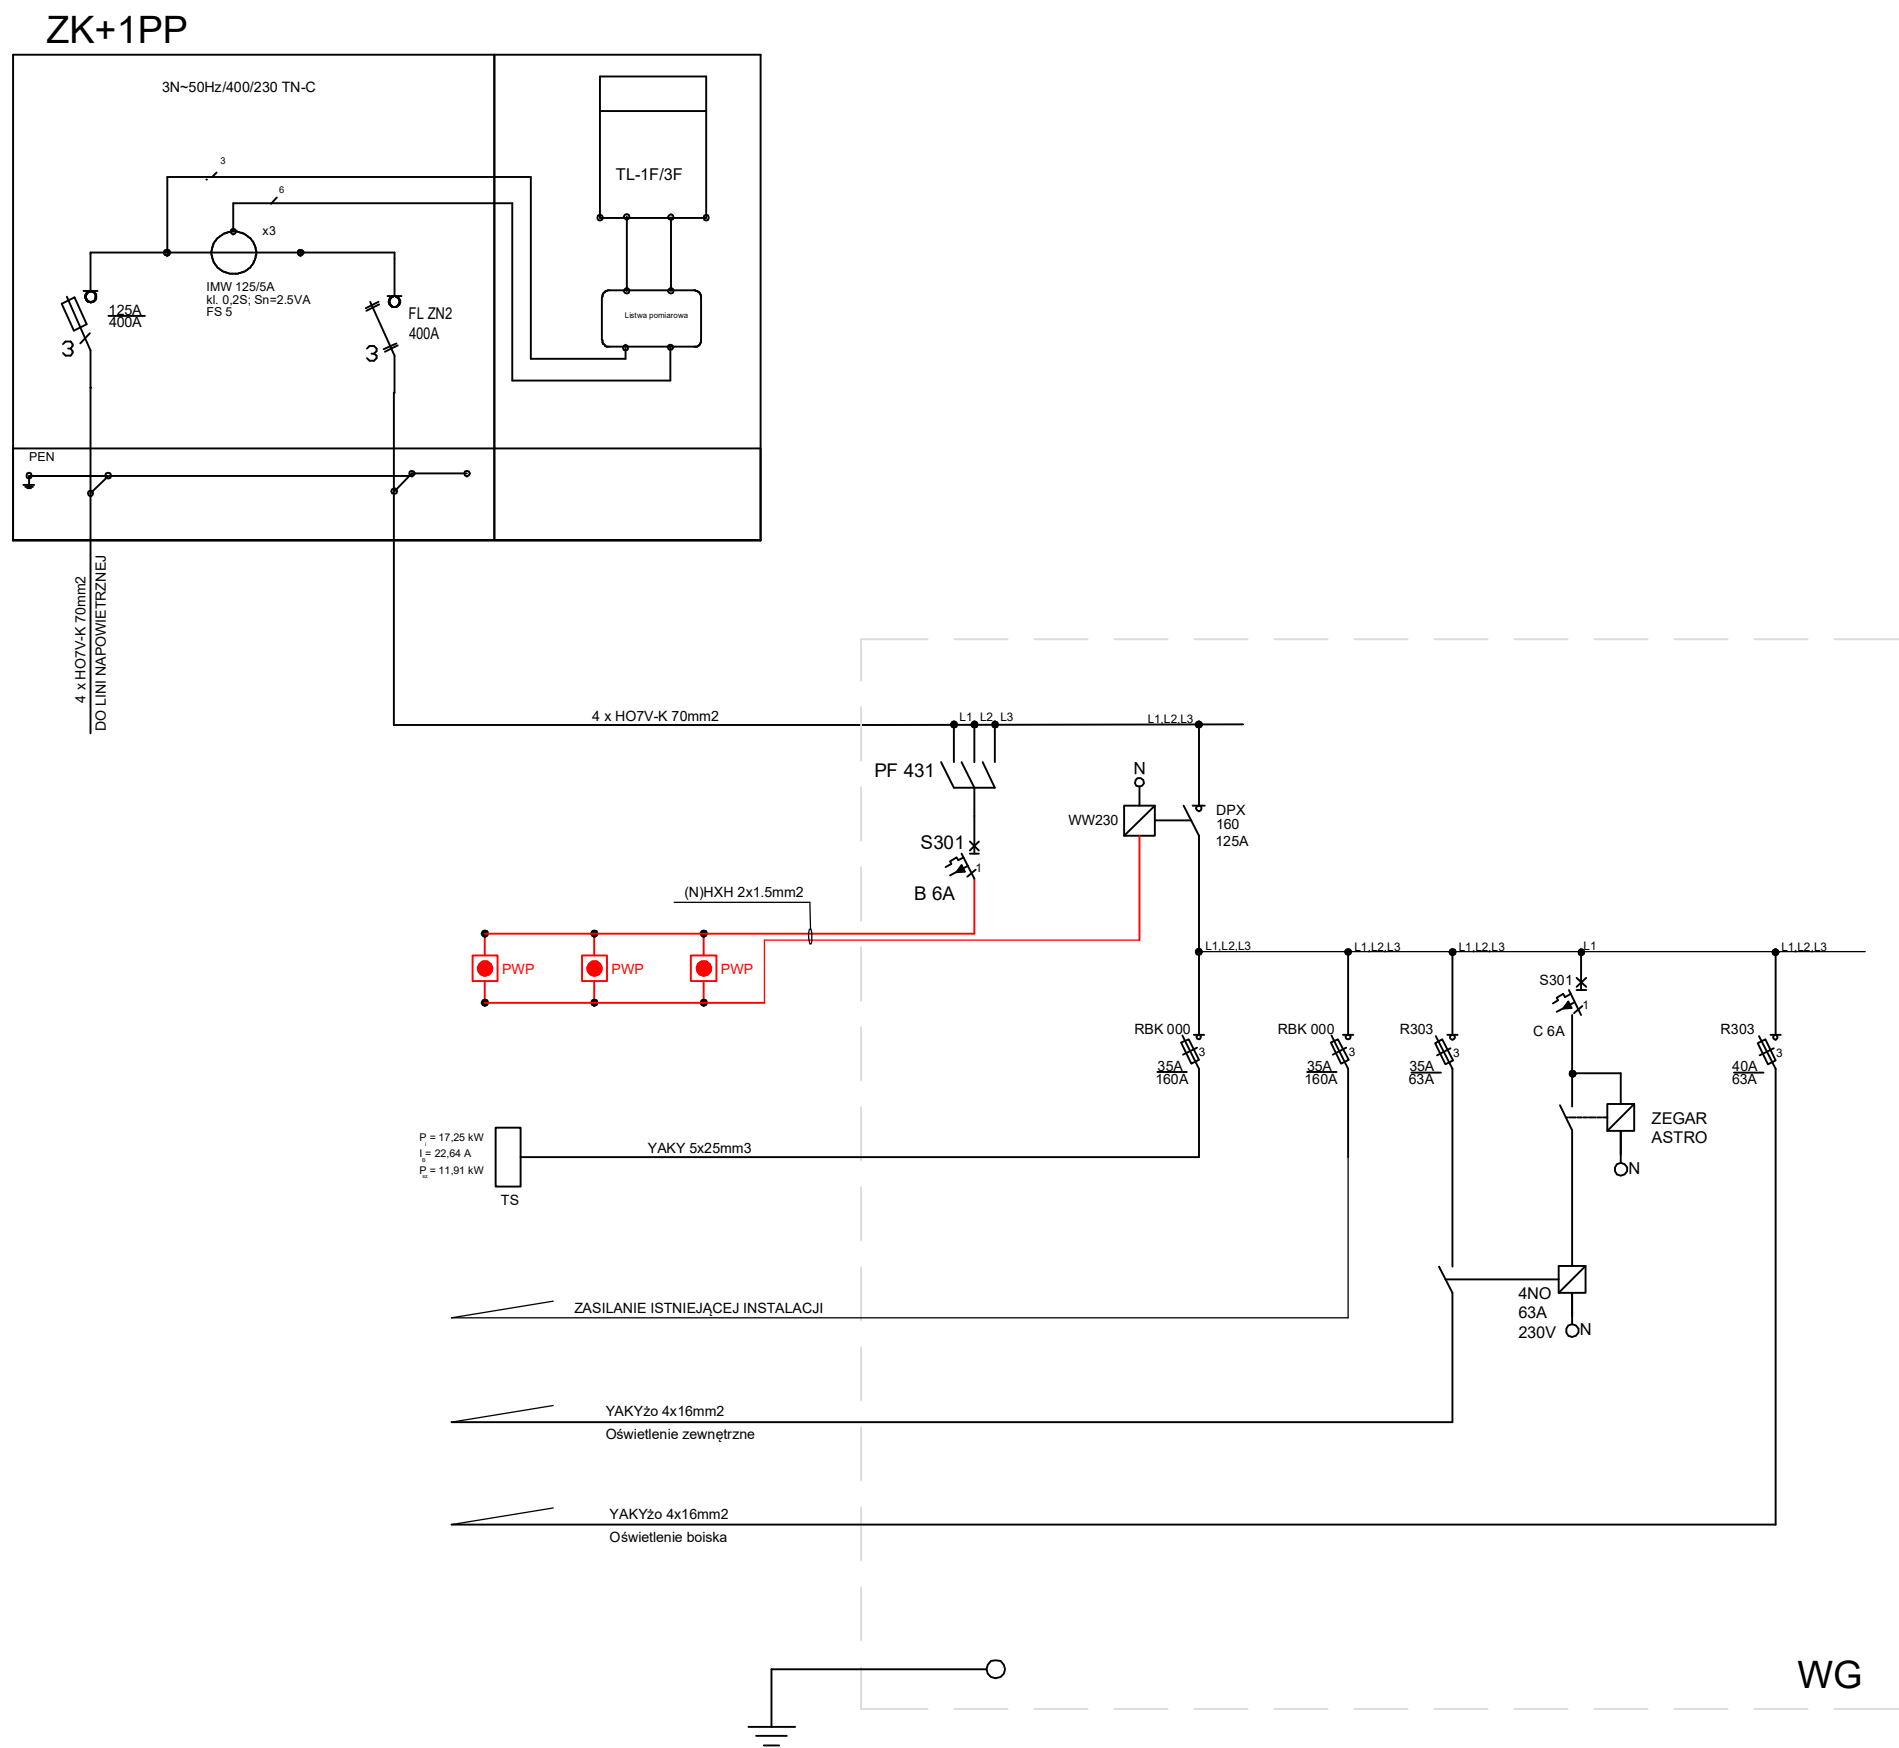 ZK+1PP
3N~50Hz/400/230 TN-C
3
6
x3
IMW 125/5A
kl. 0,2S; Sn=2.5VA
FS 5
125A
400A
3
FL ZN2
400A
3
TL-1F/3F
Listwa pomiarowa
PEN
4 x HO7V-K 70mm2
DO LINI NAPOWIETRZNEJ
4 x HO7V-K 70mm2
L1
L2
L3
L1,L2,L3
PF 431
N
WW230
DPX
160
125A
S301
1
B 6A
(N)HXH 2x1.5mm2
PWP
PWP
PWP
L1,L2,L3
L1,L2,L3
L1,L2,L3
L1
L1,L2,L3
S301
1
C 6A
RBK 000
3
35A
160A
RBK 000
3
35A
160A
R303
3
35A
63A
R303
3
40A
63A
ZEGAR
ASTRO
N
P = 17,25 kW
I = 22,64 A
P = 11,91 kW
TS
YAKY 5x25mm3
4NO
63A
230V
N
ZASILANIE ISTNIEJĄCEJ INSTALACJI
YAKYżo 4x16mm2
Oświetlenie zewnętrzne
YAKYżo 4x16mm2
Oświetlenie boiska
WG